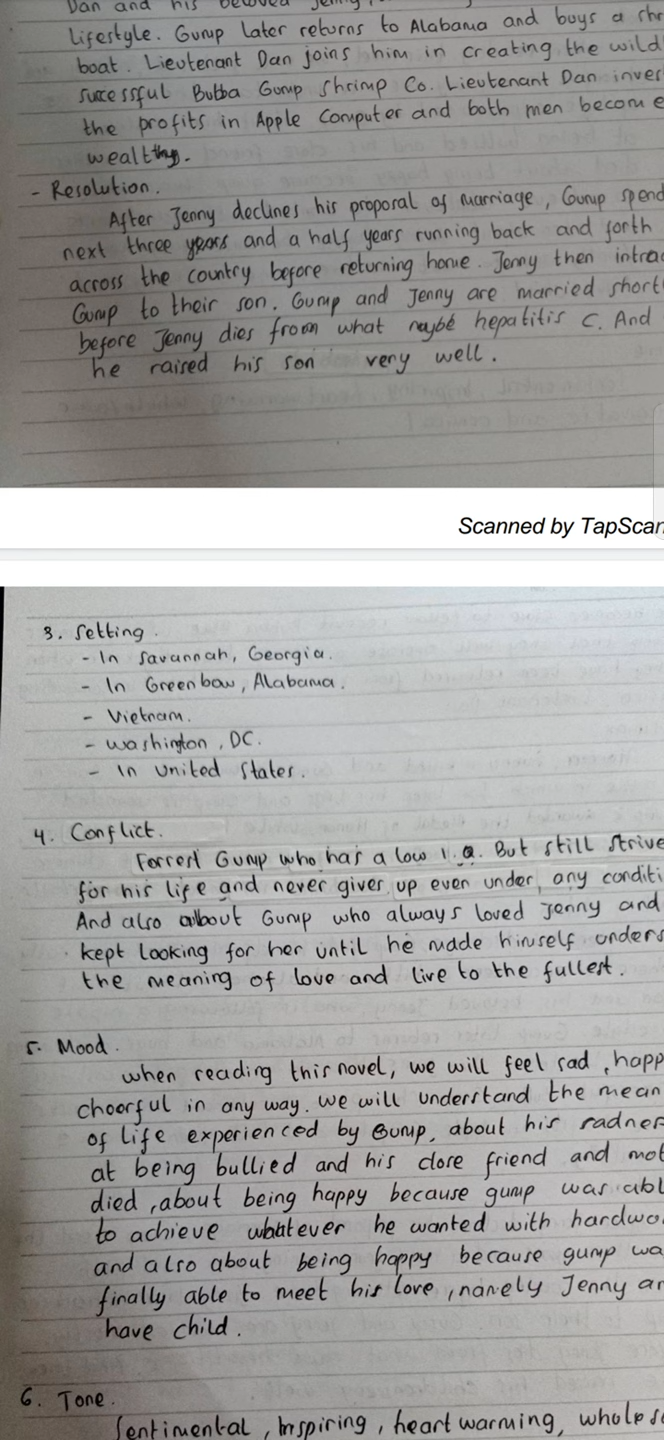 Dan and his beloved Jenny
lifestyle. Gump later returns to Alabama and buys a shr
boat. Lieutenant Dan joins him in creating the wild
successful Bubba Gump Shrimp Co. Lieutenant Dan inves
the profits in Apple Computer and both men become
wealthy.
- Resolution.
After Jenny declines his proposal of marriage, Gump spend
next three years and a half years running back and forth
across the country before returning home. Jenny then intro
Gump to their son. Gump and Jenny are married short
before Jenny dies from what maybe hepatitis C. And
he raised his son very well.
Scanned by TapScan
3. Setting.
- In Savannah, Georgia.
- In Greenbow, Alabama.
- Vietnam.
- Washington, DC.
- In United States.
4. Conflict.
Forrest Gump who has a low I.Q. But still strive
for his life and never gives up even under any conditi
And also about Gump who always loved Jenny and
kept looking for her until he made himself unders
the meaning of love and live to the fullest.
5. Mood.
When reading this novel, we will feel sad, happ
choorful in any way. We will understand the mean
of life experienced by Gump, about his sadnes
at being bullied and his close friend and mot
died, about being happy because gump was abl
to achieve whatever he wanted with hardwo
and also about being happy because gump wa
finally able to meet his love, namely Jenny an
have child.
6. Tone.
Sentimental, Inspiring, heart warming, wholes